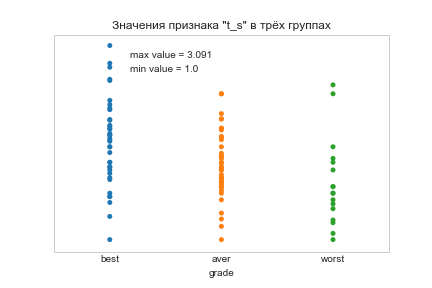 Значения признака "t_s" в трёх группах
max value = 3.091
min value = 1.0
best aver worst
grade